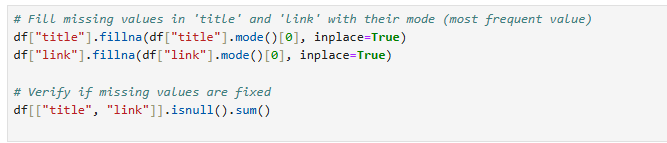 # Fill missing values in 'title' and 'link' with their mode (most frequent value)
df["title"].fillna(df["title"].mode()[0], inplace=True)
df["link"].fillna(df["link"].mode()[0], inplace=True)
# Verify if missing values are fixed
df[["title", "link"]].isnull().sum()